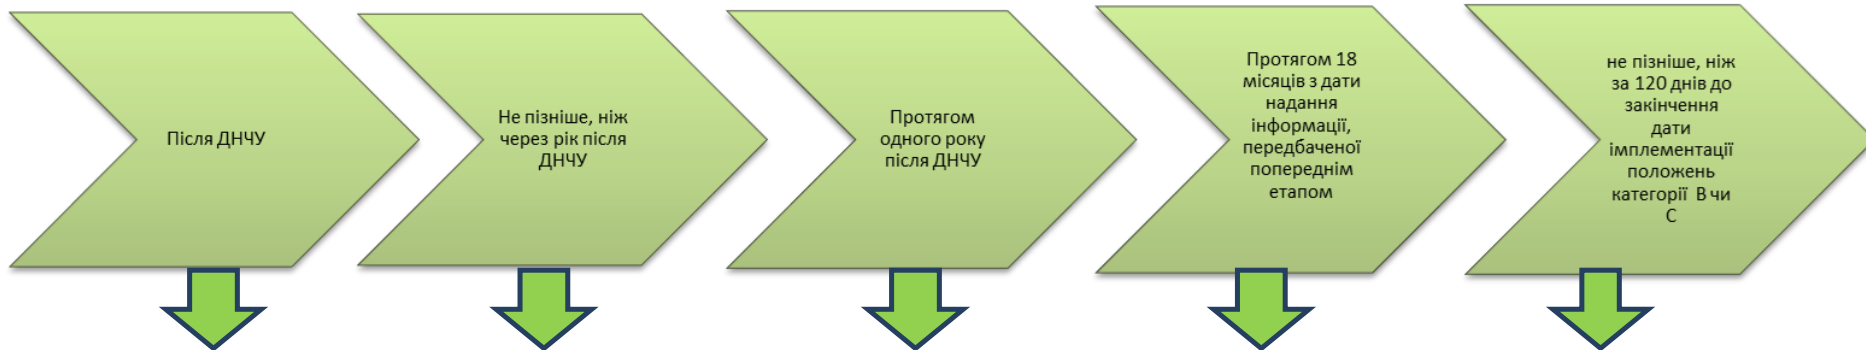 Після ДНЧУ
Не пізніше, ніж
через рік після
ДНЧУ
Протягом
одного року
після ДНЧУ
Протягом 18
місяців з дати
надання
інформації,
передбаченої
попереднім
етапом
не пізніше, ніж
за 120 днів до
закінчення
дати
імплементації
положень
категорії В чи
С